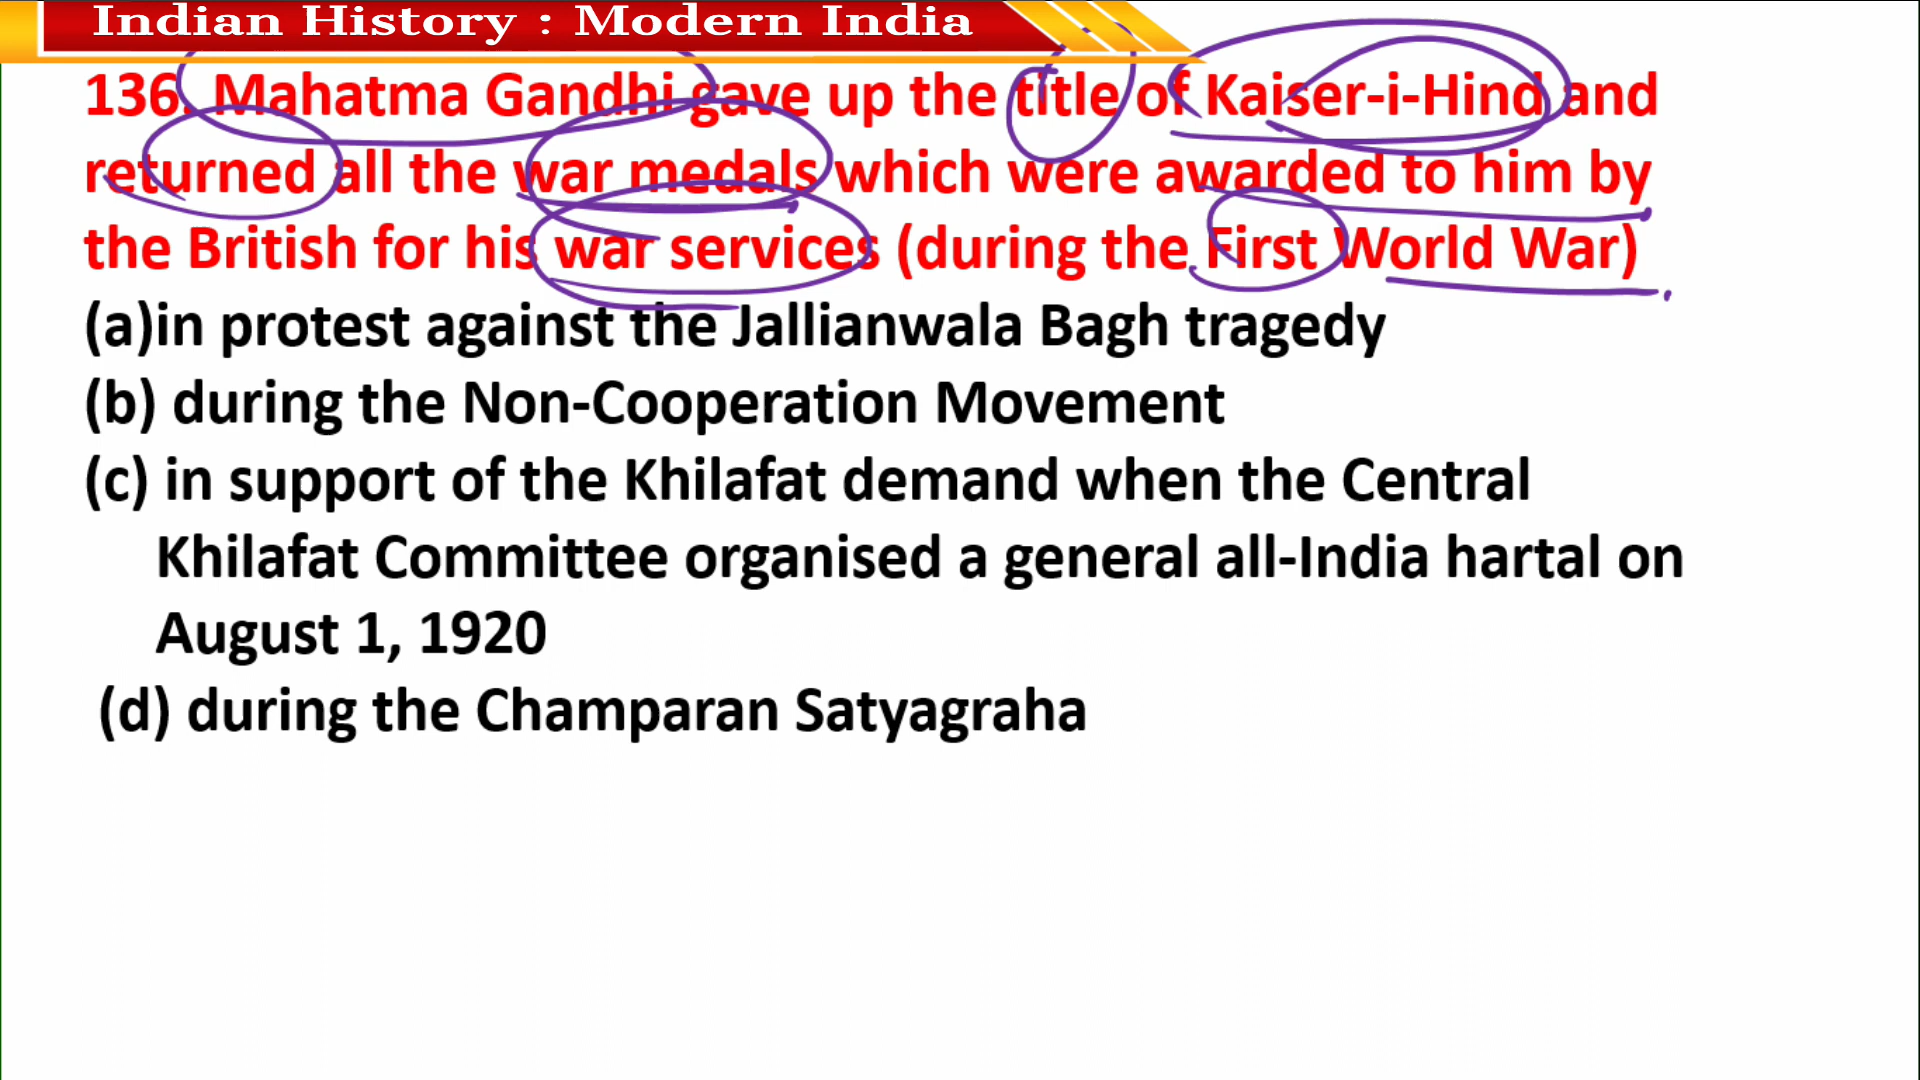 Indian History : Modern India
136. Mahatma Gandhi gave up the title of Kaiser-i-Hind and
returned all the war medals which were awarded to him by
the British for his war services (during the First World War)
(a)in protest against the Jallianwala Bagh tragedy
(b) during the Non-Cooperation Movement
(c) in support of the Khilafat demand when the Central
Khilafat Committee organised a general all-India hartal on
August 1, 1920
(d) during the Champaran Satyagraha